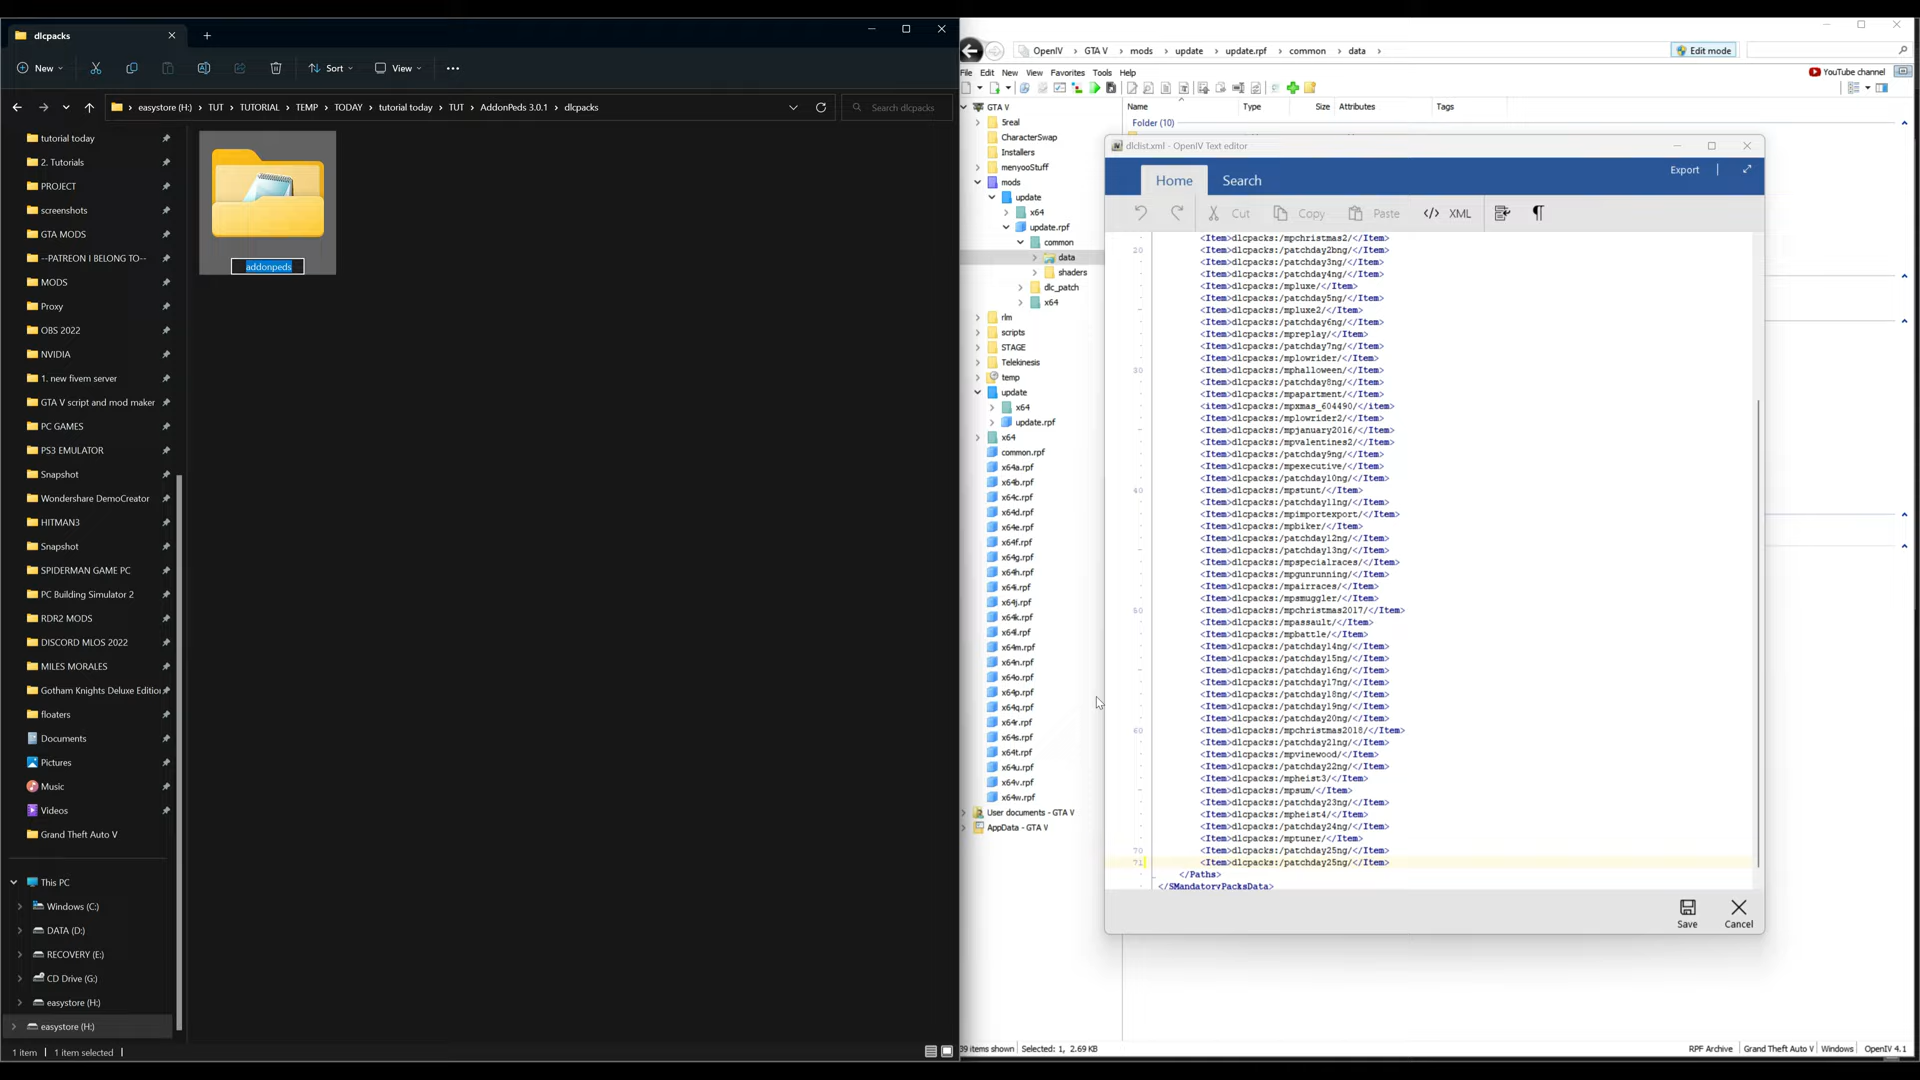 dlcpacks
New
Sort
View
easystore (H:) > TUT > TUTORIAL > TEMP > TODAY > tutorial today > TUT > AddonPeds 3.0.1 > dlcpacks
Search dlcpacks
tutorial today
2. Tutorials
PROJECT
screenshots
GTA MODS
--PATREON I BELONG TO--
MODS
Proxy
OBS 2022
NVIDIA
1. new fivem server
GTA V script and mod maker
PC GAMES
PS3 EMULATOR
Snapshot
Wondershare DemoCreator
HITMAN3
Snapshot
SPIDERMAN GAME PC
PC Building Simulator 2
RDR2 MODS
DISCORD MLOS 2022
MILES MORALES
Gotham Knights Deluxe Edition
floaters
Documents
Pictures
Music
Videos
Grand Theft Auto V
This PC
Windows (C:)
DATA (D:)
RECOVERY (E:)
CD Drive (G:)
easystore (H:)
easystore (H:)
1 item
1 item selected
addonpeds
OpenIV > GTA V > mods > update > update.rpf > common > data >
Edit mode
File Edit New View Favorites Tools Help
YouTube channel
Name Type Size Attributes Tags
Folder (10)
GTA V
5real
CharacterSwap
Installers
menyooStuff
mods
update
x64
update.rpf
common
data
shaders
dlc_patch
x64
rlm
scripts
STAGE
Telekinesis
temp
update
x64
update.rpf
x64
common.rpf
x64a.rpf
x64b.rpf
x64c.rpf
x64d.rpf
x64e.rpf
x64f.rpf
x64g.rpf
x64h.rpf
x64i.rpf
x64j.rpf
x64k.rpf
x64l.rpf
x64m.rpf
x64n.rpf
x64o.rpf
x64p.rpf
x64q.rpf
x64r.rpf
x64s.rpf
x64t.rpf
x64u.rpf
x64v.rpf
x64w.rpf
User documents - GTA V
AppData - GTA V
dlclist.xml - OpenIV Text editor
Home
Search
Export
Cut
Copy
Paste
XML
<Item>dlcpacks:/mpchristmas2/</Item>
20 <Item>dlcpacks:/patchday2bng/</Item>
<Item>dlcpacks:/patchday3ng/</Item>
<Item>dlcpacks:/patchday4ng/</Item>
<Item>dlcpacks:/mpluxe/</Item>
<Item>dlcpacks:/patchday5ng/</Item>
<Item>dlcpacks:/mpluxe2/</Item>
<Item>dlcpacks:/patchday6ng/</Item>
<Item>dlcpacks:/mpreplay/</Item>
<Item>dlcpacks:/patchday7ng/</Item>
<Item>dlcpacks:/mplowrider/</Item>
30 <Item>dlcpacks:/mphalloween/</Item>
<Item>dlcpacks:/patchday8ng/</Item>
<Item>dlcpacks:/mpapartment/</Item>
<item>dlcpacks:/mpxmas_604490/</item>
<Item>dlcpacks:/mplowrider2/</Item>
<Item>dlcpacks:/mpjanuary2016/</Item>
<Item>dlcpacks:/mpvalentines2/</Item>
<Item>dlcpacks:/patchday9ng/</Item>
<Item>dlcpacks:/mpexecutive/</Item>
<Item>dlcpacks:/patchday10ng/</Item>
40 <Item>dlcpacks:/mpstunt/</Item>
<Item>dlcpacks:/patchday11ng/</Item>
<Item>dlcpacks:/mpimportexport/</Item>
<Item>dlcpacks:/mpbiker/</Item>
<Item>dlcpacks:/patchday12ng/</Item>
<Item>dlcpacks:/patchday13ng/</Item>
<Item>dlcpacks:/mpspecialraces/</Item>
<Item>dlcpacks:/mpgunrunning/</Item>
<Item>dlcpacks:/mpairraces/</Item>
<Item>dlcpacks:/mpsmuggler/</Item>
50 <Item>dlcpacks:/mpchristmas2017/</Item>
<Item>dlcpacks:/mpassault/</Item>
<Item>dlcpacks:/mpbattle/</Item>
<Item>dlcpacks:/patchday14ng/</Item>
<Item>dlcpacks:/patchday15ng/</Item>
<Item>dlcpacks:/patchday16ng/</Item>
<Item>dlcpacks:/patchday17ng/</Item>
<Item>dlcpacks:/patchday18ng/</Item>
<Item>dlcpacks:/patchday19ng/</Item>
<Item>dlcpacks:/patchday20ng/</Item>
60 <Item>dlcpacks:/mpchristmas2018/</Item>
<Item>dlcpacks:/patchday21ng/</Item>
<Item>dlcpacks:/mpvinewood/</Item>
<Item>dlcpacks:/patchday22ng/</Item>
<Item>dlcpacks:/mpheist3/</Item>
<Item>dlcpacks:/mpsum/</Item>
<Item>dlcpacks:/patchday23ng/</Item>
<Item>dlcpacks:/mpheist4/</Item>
<Item>dlcpacks:/patchday24ng/</Item>
<Item>dlcpacks:/mptuner/</Item>
70 <Item>dlcpacks:/patchday25ng/</Item>
71 <Item>dlcpacks:/patchday25ng/</Item>
</Paths>
</SMandatoryPacksData>
Save
Cancel
39 items shown
Selected: 1, 2.69 KB
RPF Archive
Grand Theft Auto V
Windows
OpenIV 4.1